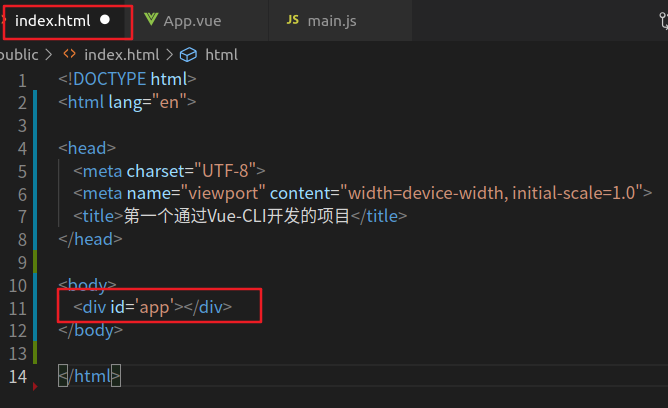 index.html
App.vue
JS main.js
public > <> index.html > html
1 <!DOCTYPE html>
2 <html lang="en">
3
4 <head>
5 <meta charset="UTF-8">
6 <meta name="viewport" content="width=device-width, initial-scale=1.0">
7 <title>第一个通过Vue-CLI开发的项目</title>
8 </head>
9
10 <body>
11 <div id='app'></div>
12 </body>
13
14 </html>